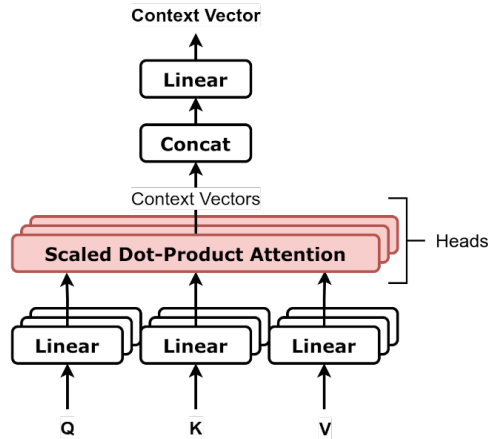 Context Vector
Linear
Concat
Context Vectors
Scaled Dot-Product Attention
Heads
Linear Linear Linear
Q K V